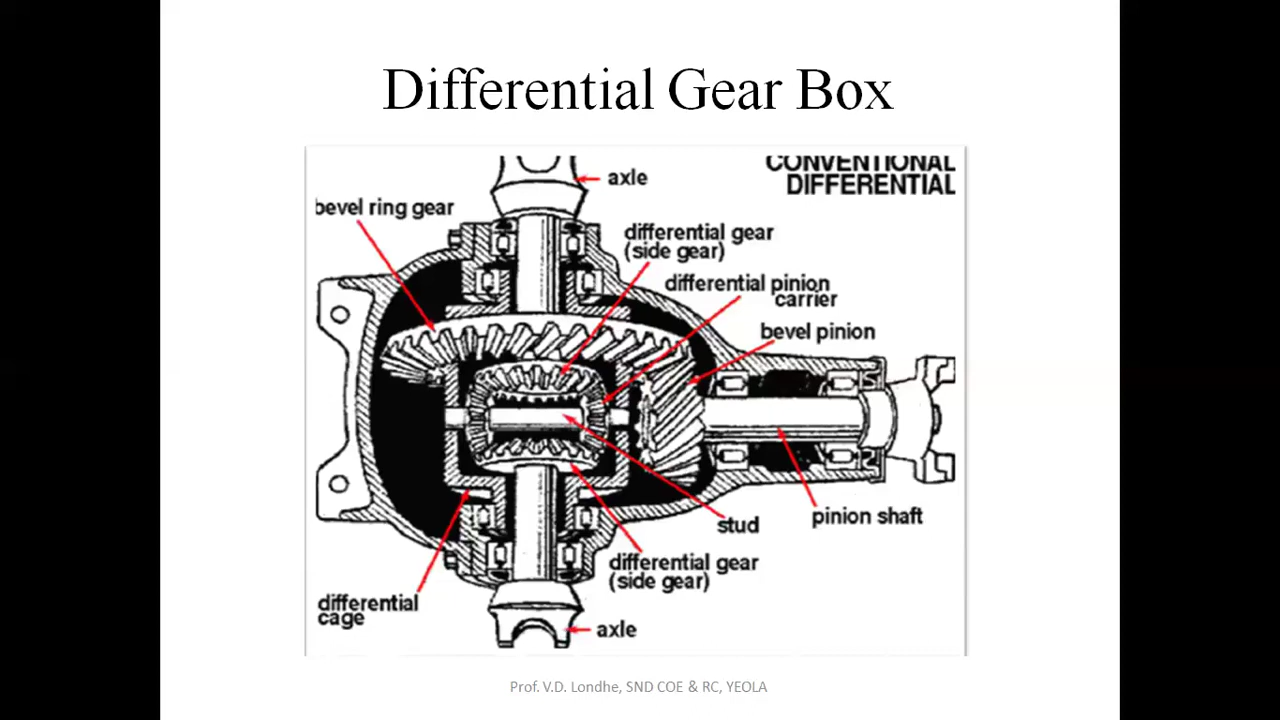 Differential Gear Box
CONVENTIONAL
DIFFERENTIAL
axle
bevel ring gear
differential gear
(side gear)
differential pinion
carrier
bevel pinion
pinion shaft
stud
differential gear
(side gear)
differential
cage
axle
Prof. V.D. Londhe, SND COE & RC, YEOLA